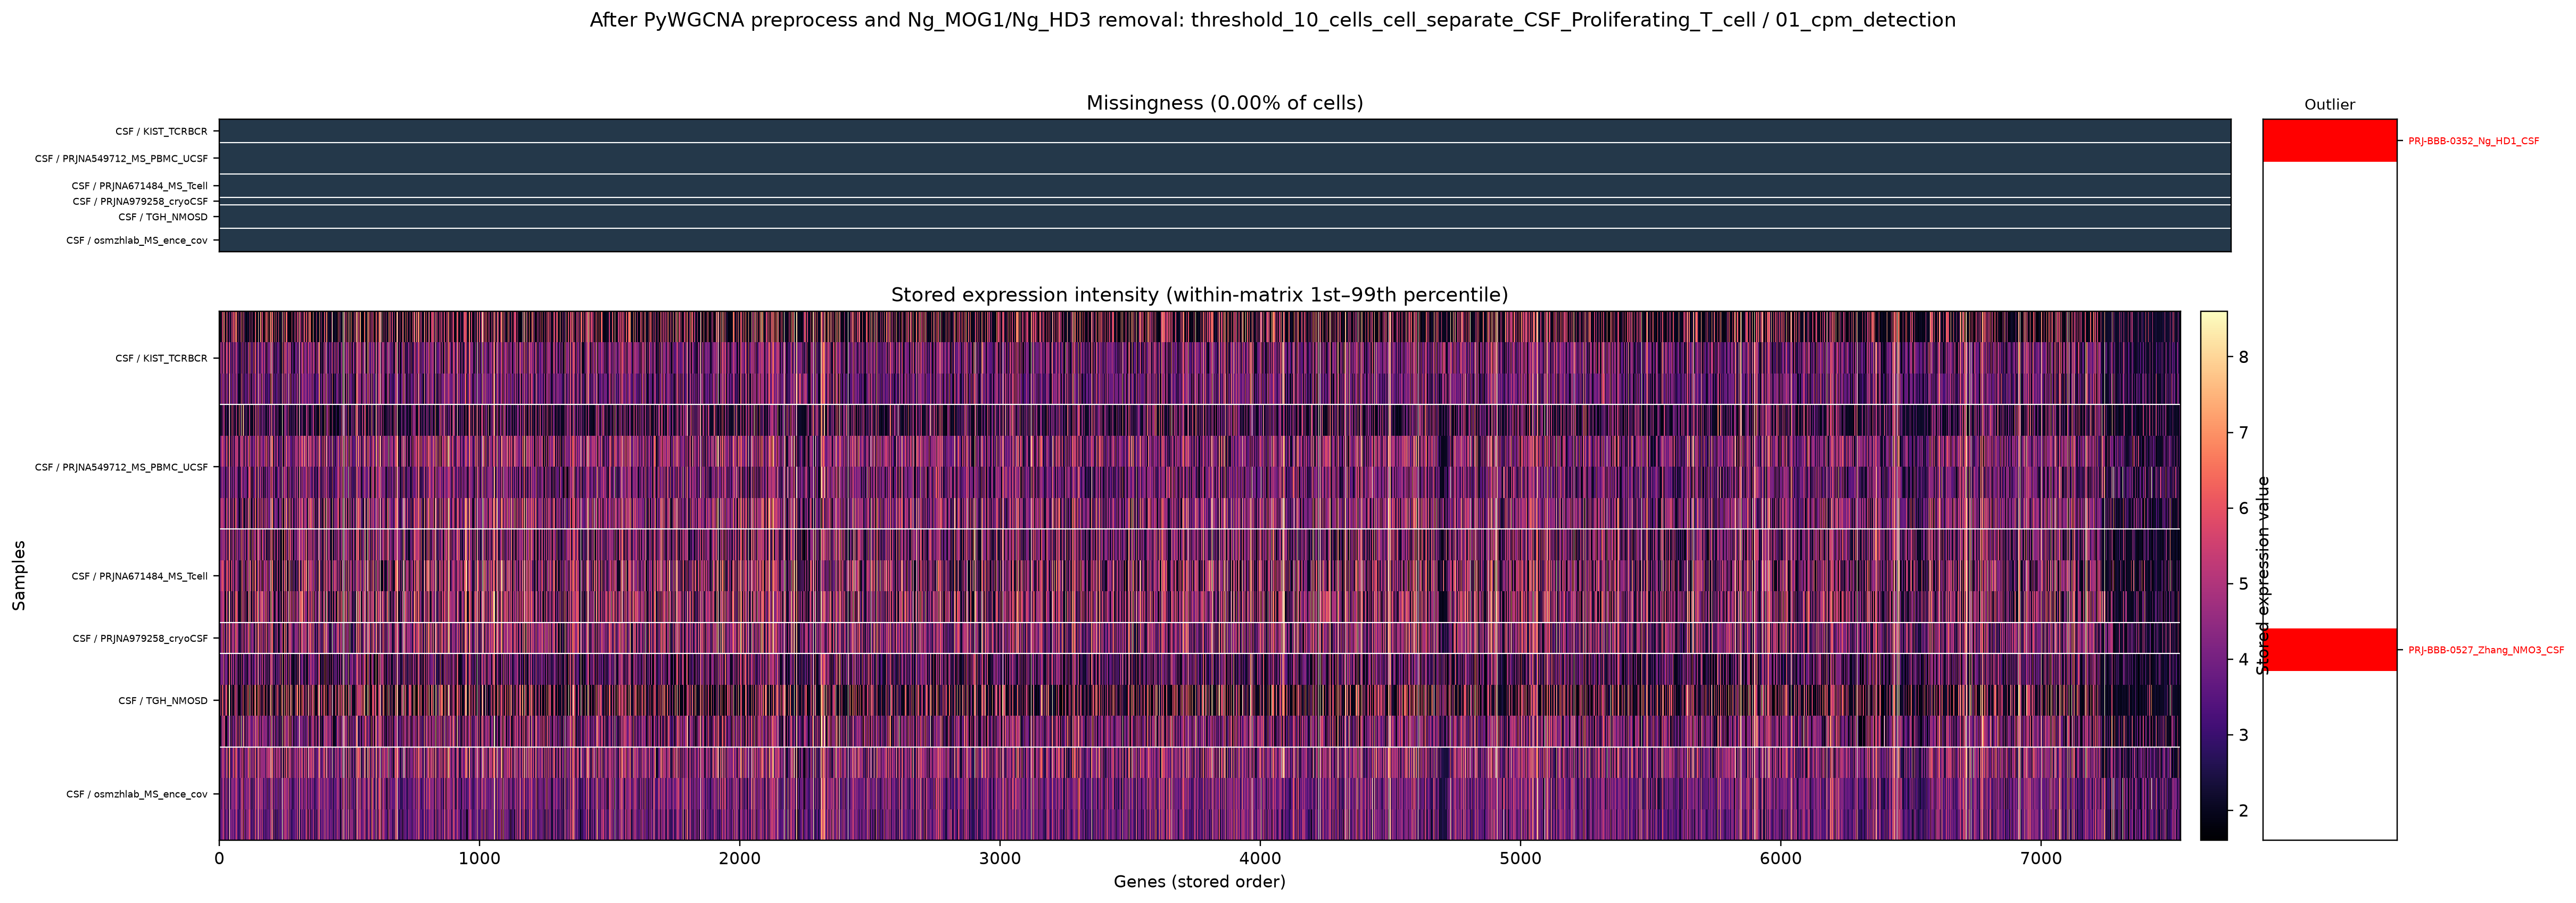 After PyWGCNA preprocess and Ng_MOG1/Ng_HD3 removal: threshold_10_cells_cell_separate_CSF_Proliferating_T_cell / 01_cpm_detection
Missingness (0.00% of cells)
Outlier
CSF / KIST_TCRBCR
CSF / PRJNA549712_MS_PBMC_UCSF
CSF / PRJNA671484_MS_Tcell
CSF / PRJNA979258_cryoCSF
CSF / TGH_NMOSD
CSF / osmzhlab_MS_ence_cov
PRJ-BBB-0352_Ng_HD1_CSF
Stored expression intensity (within-matrix 1st–99th percentile)
Samples
CSF / KIST_TCRBCR
CSF / PRJNA549712_MS_PBMC_UCSF
CSF / PRJNA671484_MS_Tcell
CSF / PRJNA979258_cryoCSF
CSF / TGH_NMOSD
CSF / osmzhlab_MS_ence_cov
8
7
6
5
4
3
2
Stored expression value
PRJ-BBB-0527_Zhang_NMO3_CSF
0 1000 2000 3000 4000 5000 6000 7000
Genes (stored order)